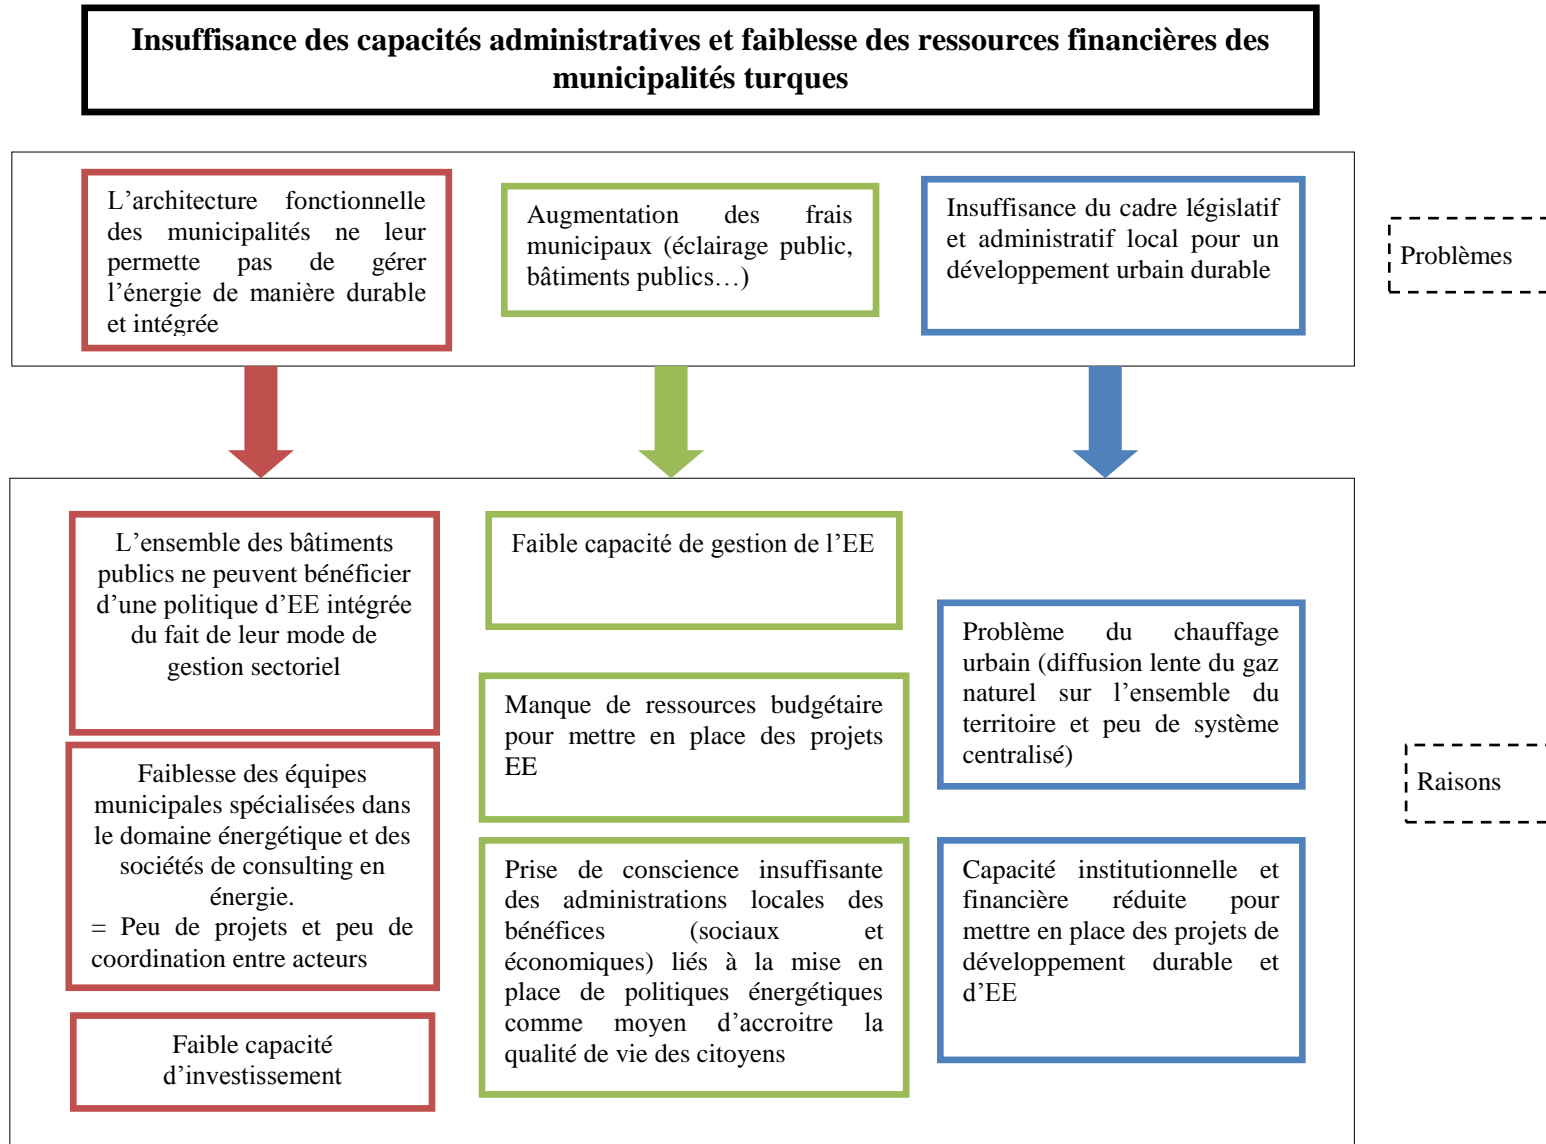 Insuffisance des capacités administratives et faiblesse des ressources financières des
municipalités turques
L’architecture fonctionnelle
des municipalités ne leur
permette pas de gérer
l’énergie de manière durable
et intégrée
Augmentation des frais
municipaux (éclairage public,
bâtiments publics…)
Insuffisance du cadre législatif
et administratif local pour un
développement urbain durable
Problèmes
L’ensemble des bâtiments
publics ne peuvent bénéficier
d’une politique d’EE intégrée
du fait de leur mode de
gestion sectoriel
Faiblesse des équipes
municipales spécialisées dans
le domaine énergétique et des
sociétés de consulting en
énergie.
= Peu de projets et peu de
coordination entre acteurs
Faible capacité
d’investissement
Faible capacité de gestion de l’EE
Manque de ressources budgétaire
pour mettre en place des projets
EE
Prise de conscience insuffisante
des administrations locales des
bénéfices (sociaux et
économiques) liés à la mise en
place de politiques énergétiques
comme moyen d’accroitre la
qualité de vie des citoyens
Problème du chauffage
urbain (diffusion lente du gaz
naturel sur l’ensemble du
territoire et peu de système
centralisé)
Capacité institutionnelle et
financière réduite pour
mettre en place des projets de
développement durable et
d’EE
Raisons